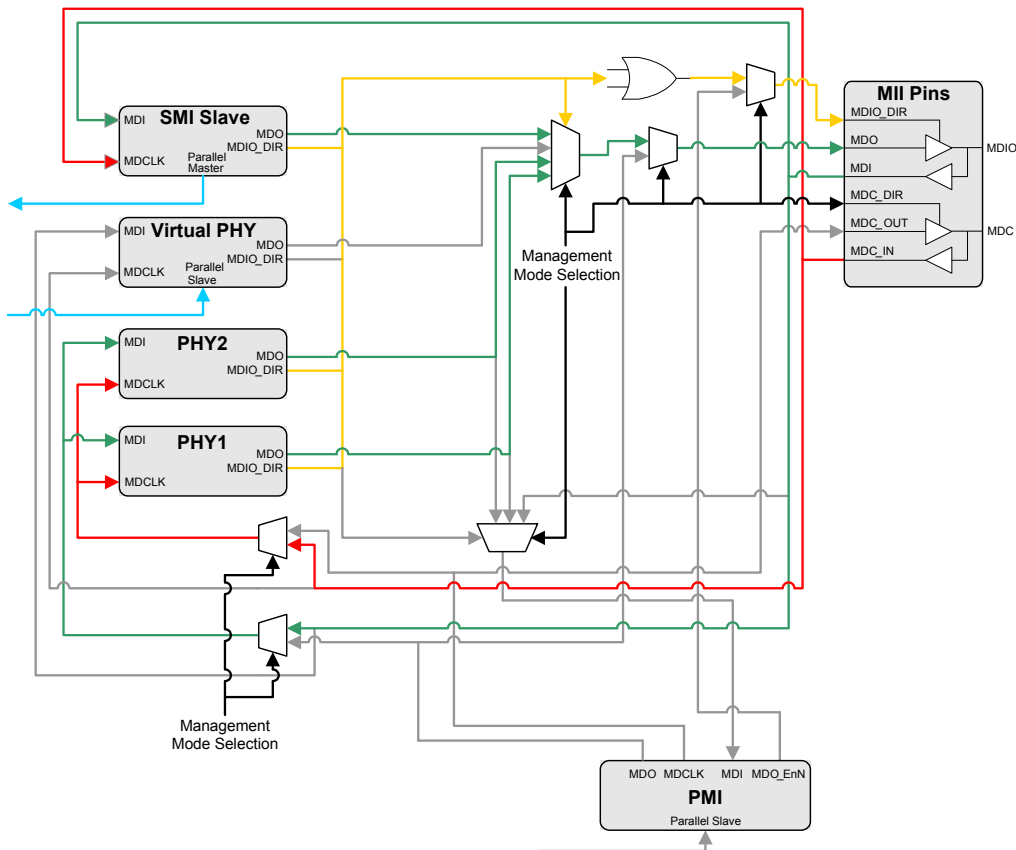 MII Pins
MDIO_DIR
MDO
MDI
MDC_DIR
MDC_OUT
MDC_IN
MDIO
MDC
SMI Slave
MDI
MDCLK
MDO
MDIO_DIR
Parallel
Master
Virtual PHY
MDI
MDCLK
MDO
MDIO_DIR
Parallel
Slave
Management
Mode Selection
PHY2
MDI
MDCLK
MDO
MDIO_DIR
PHY1
MDI
MDCLK
MDO
MDIO_DIR
Management
Mode Selection
MDO
MDCLK
MDI
MDO_EnN
PMI
Parallel Slave